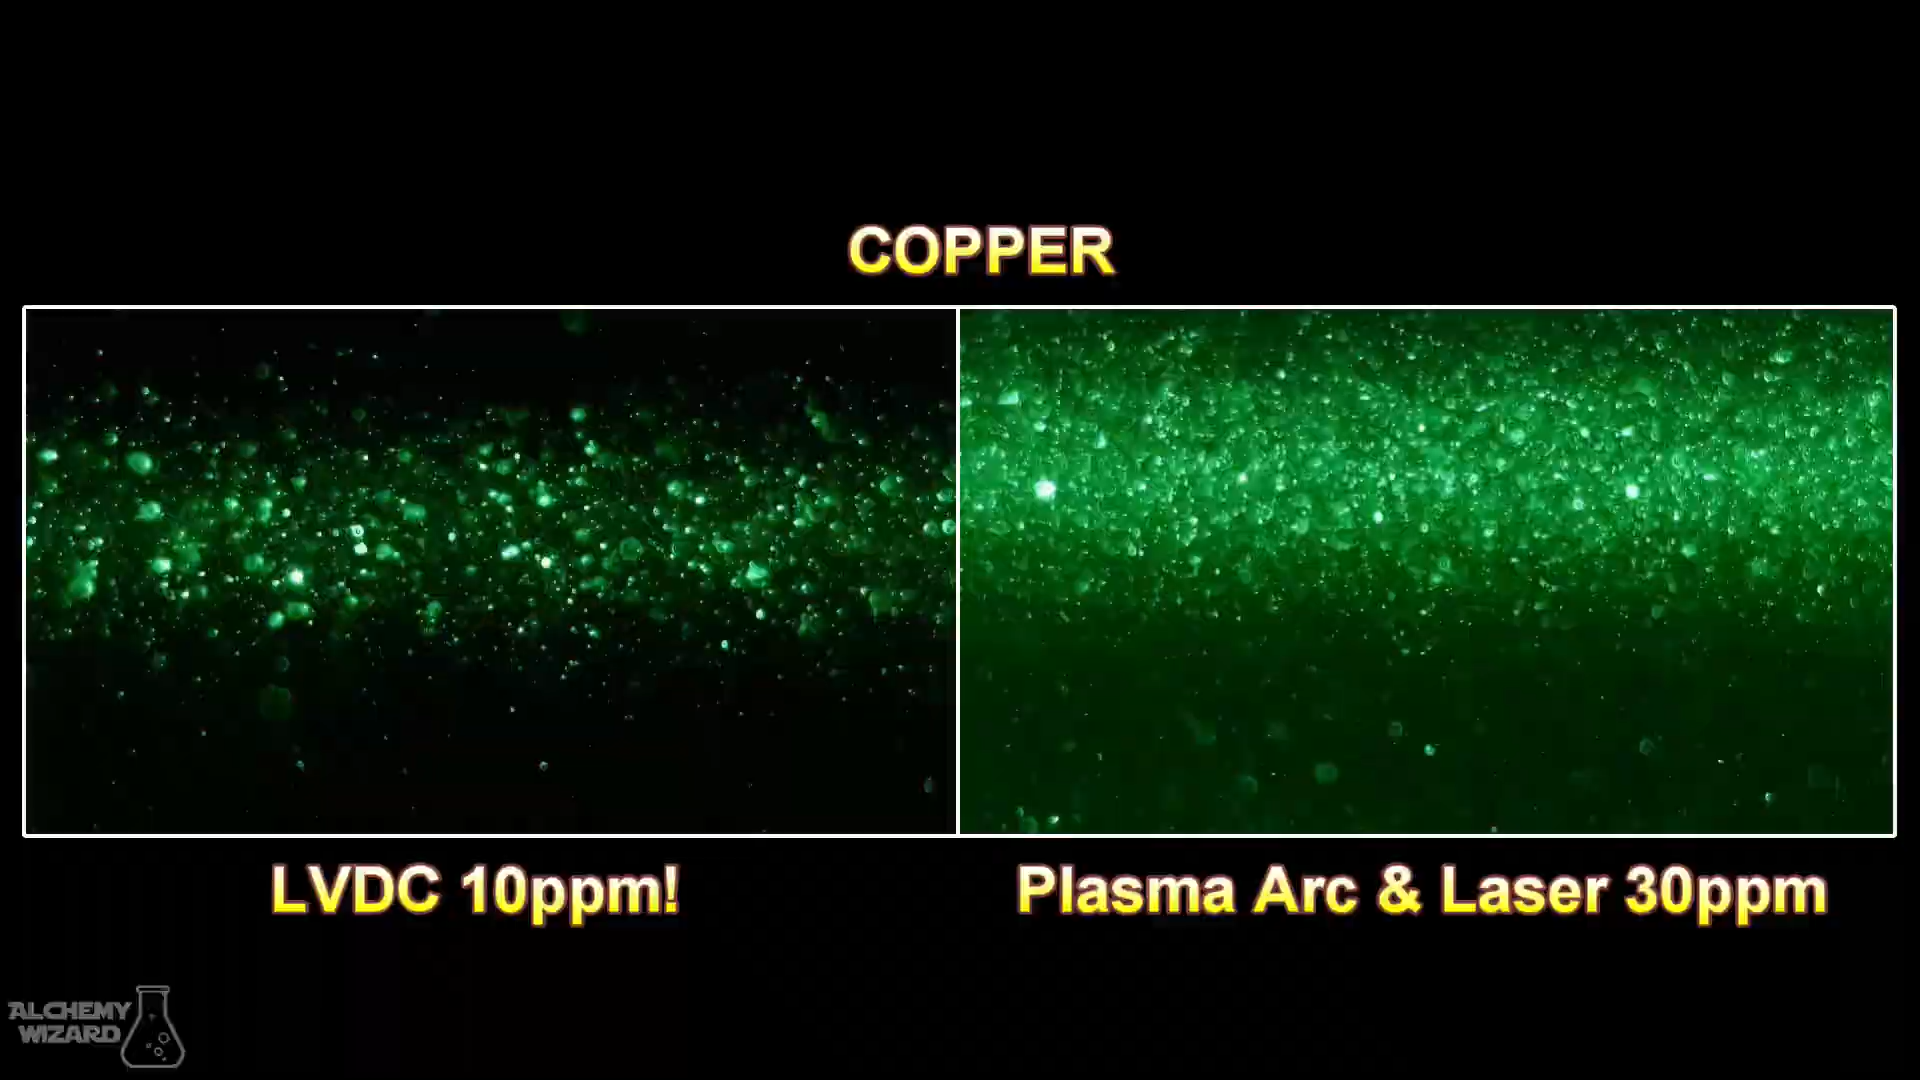 COPPER
LVDC 10ppm!
Plasma Arc & Laser 30ppm
ALCHEMY
WIZARD